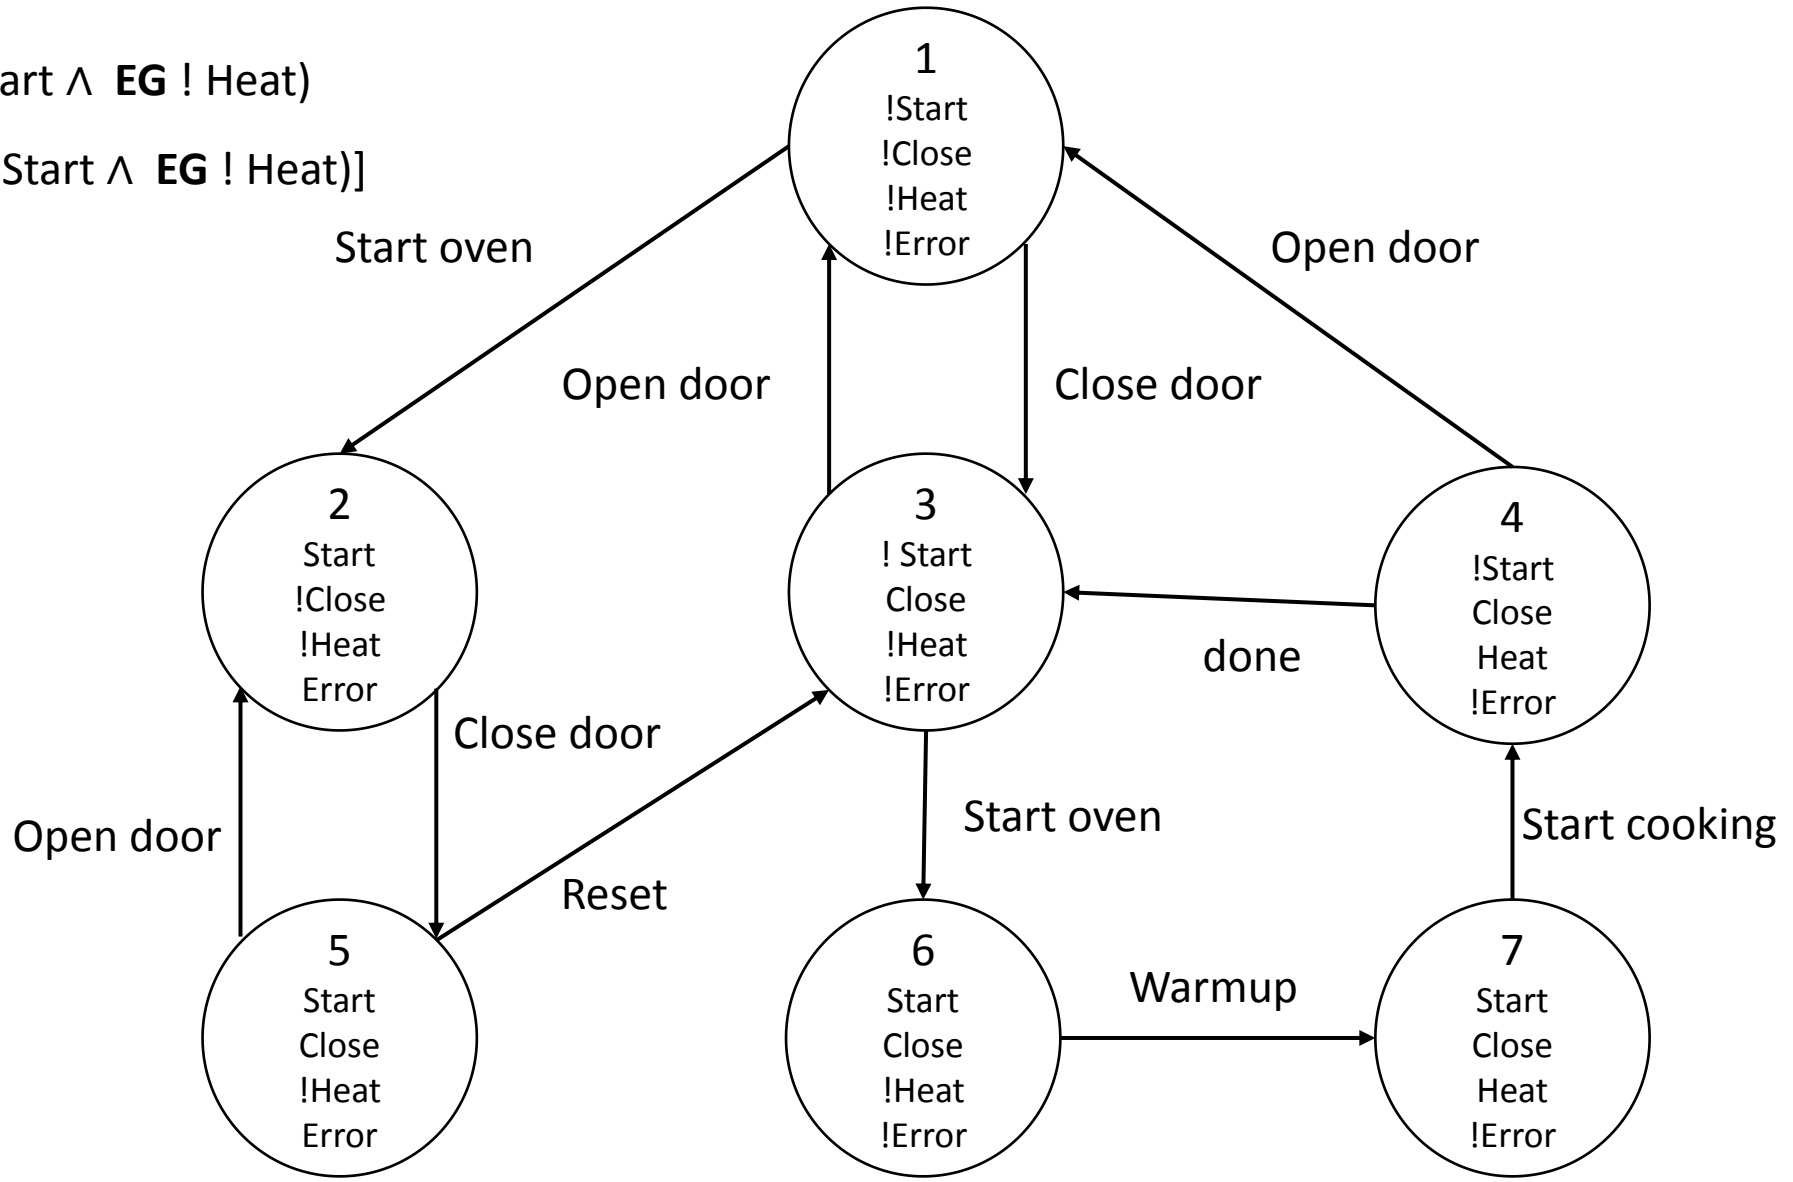 art ∧ EG ! Heat)
Start ∧ EG ! Heat)]
1
!Start
!Close
!Heat
!Error
Start oven
Open door
Open door
Close door
2
Start
!Close
!Heat
Error
3
! Start
Close
!Heat
!Error
4
!Start
Close
Heat
!Error
done
Close door
Open door
Start oven
Start cooking
Reset
5
Start
Close
!Heat
Error
6
Start
Close
!Heat
!Error
Warmup
7
Start
Close
Heat
!Error